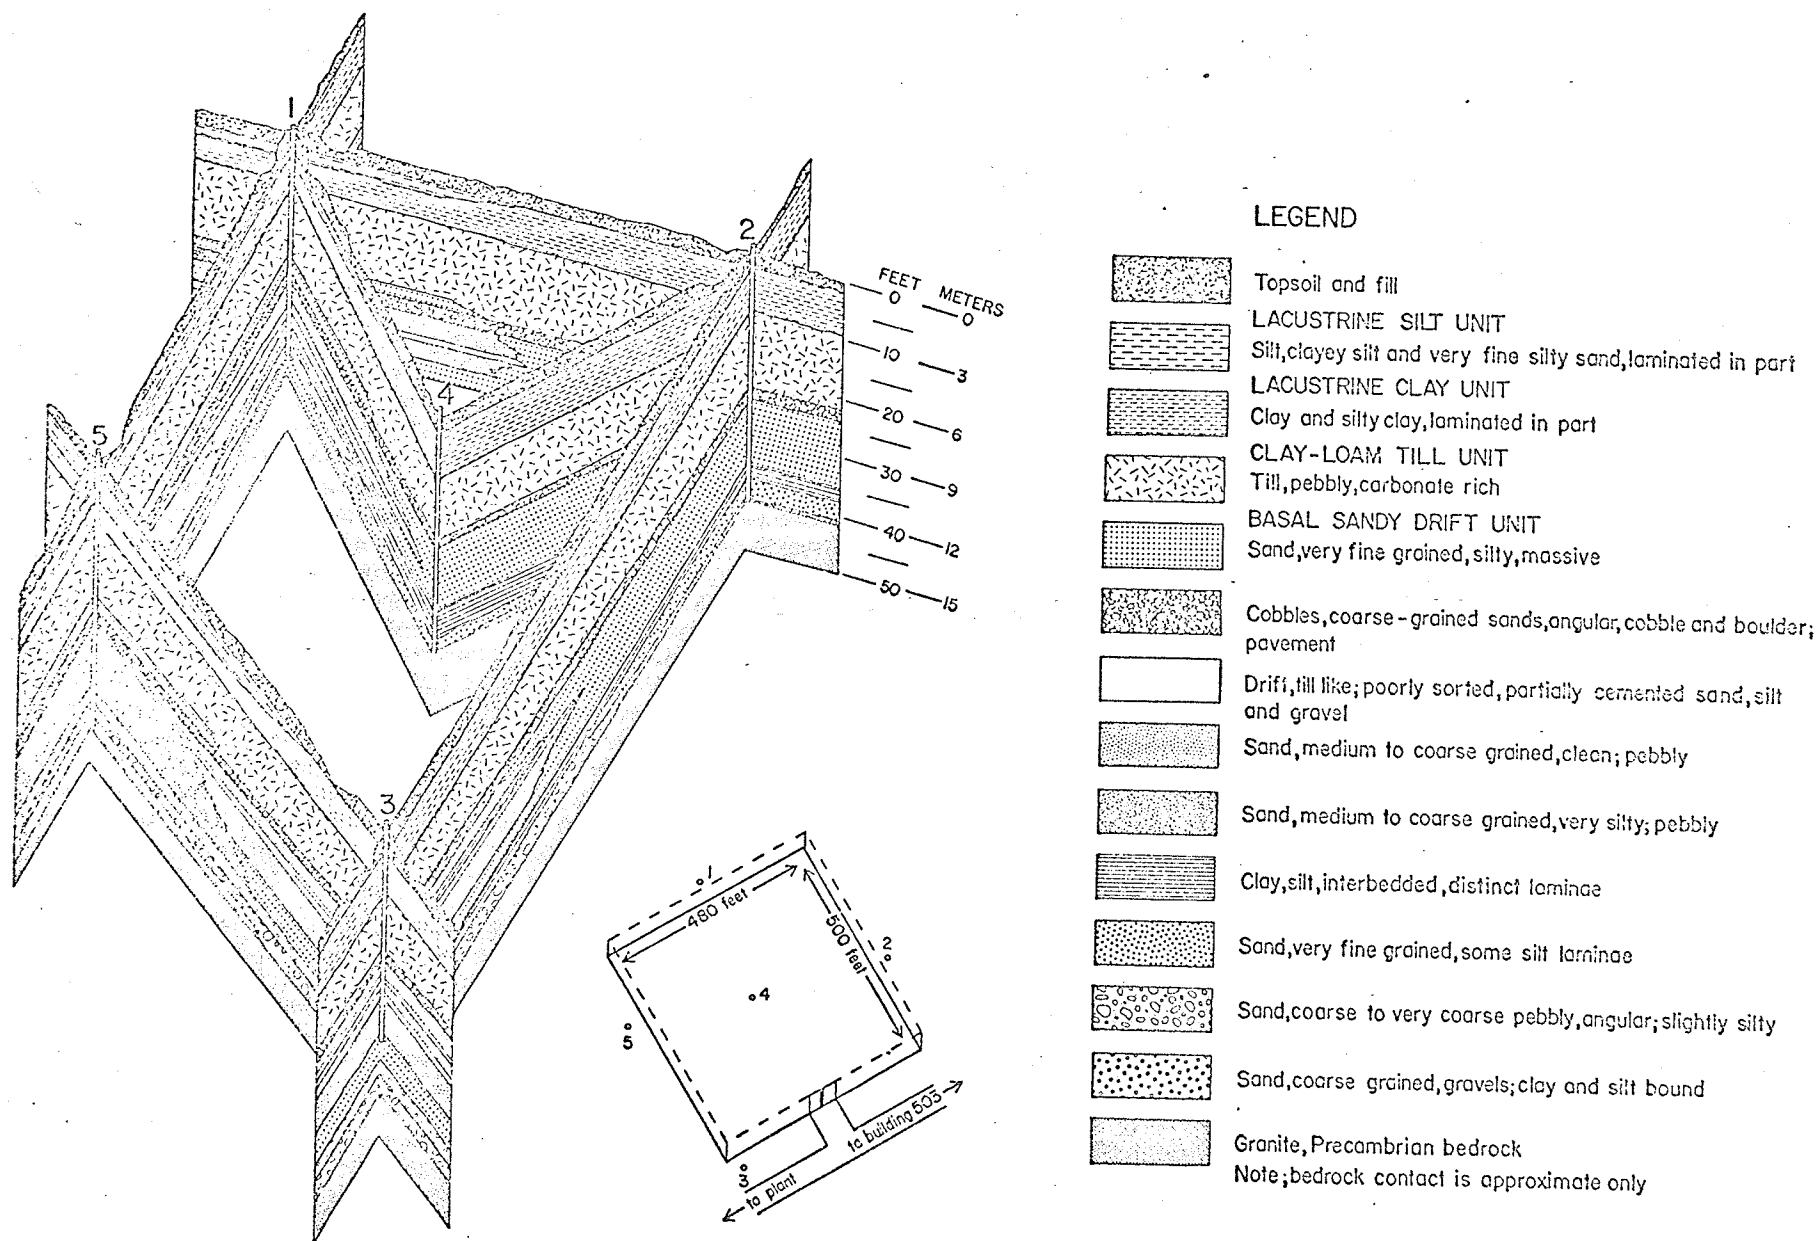 1
2
4
5
3
FEET METERS
0 0
10 3
20 6
30 9
40 12
50 15
LEGEND
Topsoil and fill
LACUSTRINE SILT UNIT
Silt, clayey silt and very fine silty sand, laminated in part
LACUSTRINE CLAY UNIT
Clay and silty clay, laminated in part
CLAY-LOAM TILL UNIT
Till, pebbly, carbonate rich
BASAL SANDY DRIFT UNIT
Sand, very fine grained, silty, massive
Cobbles, coarse-grained sands, angular, cobble and boulder;
pavement
Drift, till like; poorly sorted, partially cemented sand, silt
and gravel
Sand, medium to coarse grained, clean; pebbly
Sand, medium to coarse grained, very silty; pebbly
Clay, silt, interbedded, distinct laminae
Sand, very fine grained, some silt laminae
Sand, coarse to very coarse pebbly, angular; slightly silty
Sand, coarse grained, gravels; clay and silt bound
Granite, Precambrian bedrock
Note; bedrock contact is approximate only
1
480 feet
500 feet
2
4
5
3
to plant
to building 503